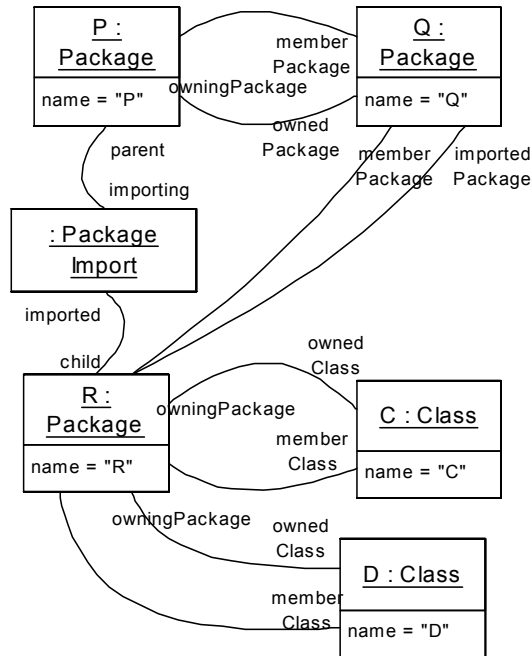 P :
Package
name = "P"
member
Package
owningPackage
owned
Package
Q :
Package
name = "Q"
parent
importing
member
Package
imported
Package
: Package
Import
imported
child
R :
Package
name = "R"
owned
Class
owningPackage
member
Class
C : Class
name = "C"
owningPackage
owned
Class
member
Class
D : Class
name = "D"